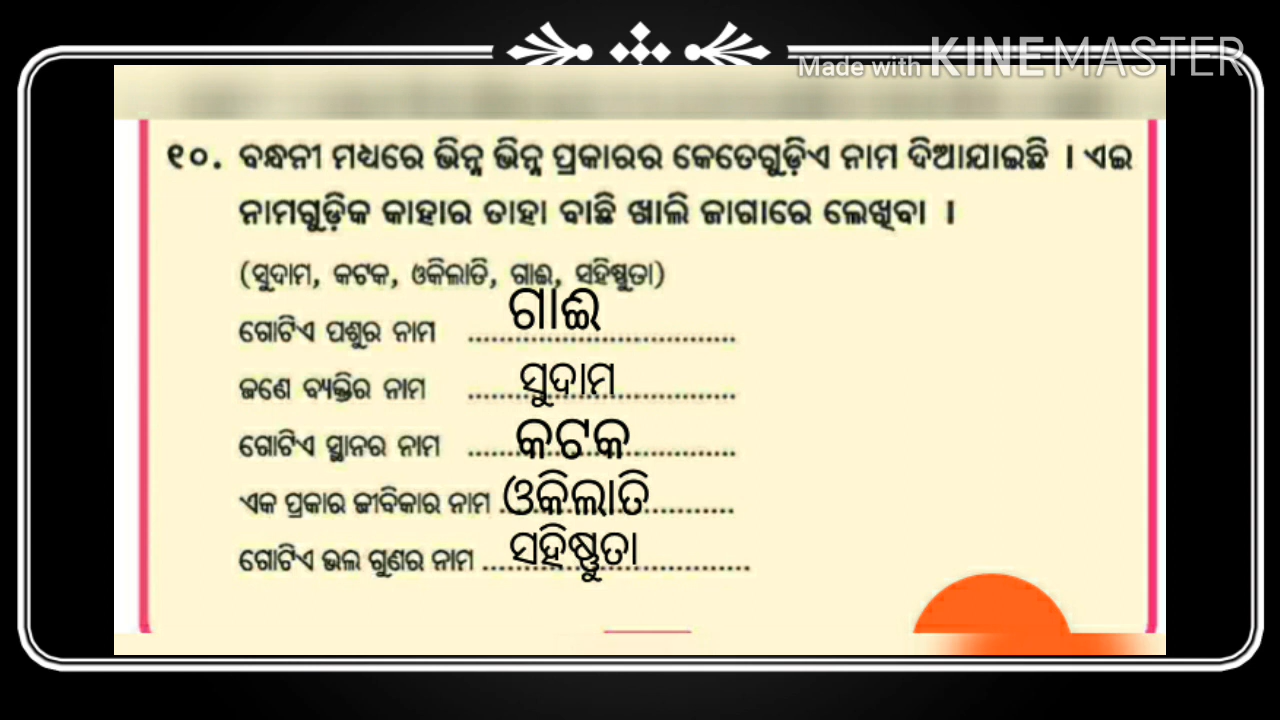 Made with KINEMASTER
୧୦. ବନ୍ଧନୀ ମଧ୍ୟରେ ଭିନ୍ନ ଭିନ୍ନ ପ୍ରକାରର କେତେଗୁଡ଼ିଏ ନାମ ଦିଆଯାଇଛି । ଏଇ
ନାମଗୁଡ଼ିକ କାହାର ତାହା ବାଛି ଖାଲି ଜାଗାରେ ଲେଖିବା ।
(ସୁଦାମ, କଟକ, ଓକିଲାତି, ଗାଈ, ସହିଷ୍ଣୁତା)
ଗୋଟିଏ ପଶୁର ନାମ ଗାଈ
ଜଣେ ବ୍ୟକ୍ତିର ନାମ ସୁଦାମ
ଗୋଟିଏ ସ୍ଥାନର ନାମ କଟକ
ଏକ ପ୍ରକାର ଜୀବିକାର ନାମ ଓକିଲାତି
ଗୋଟିଏ ଭଲ ଗୁଣର ନାମ ସହିଷ୍ଣୁତା